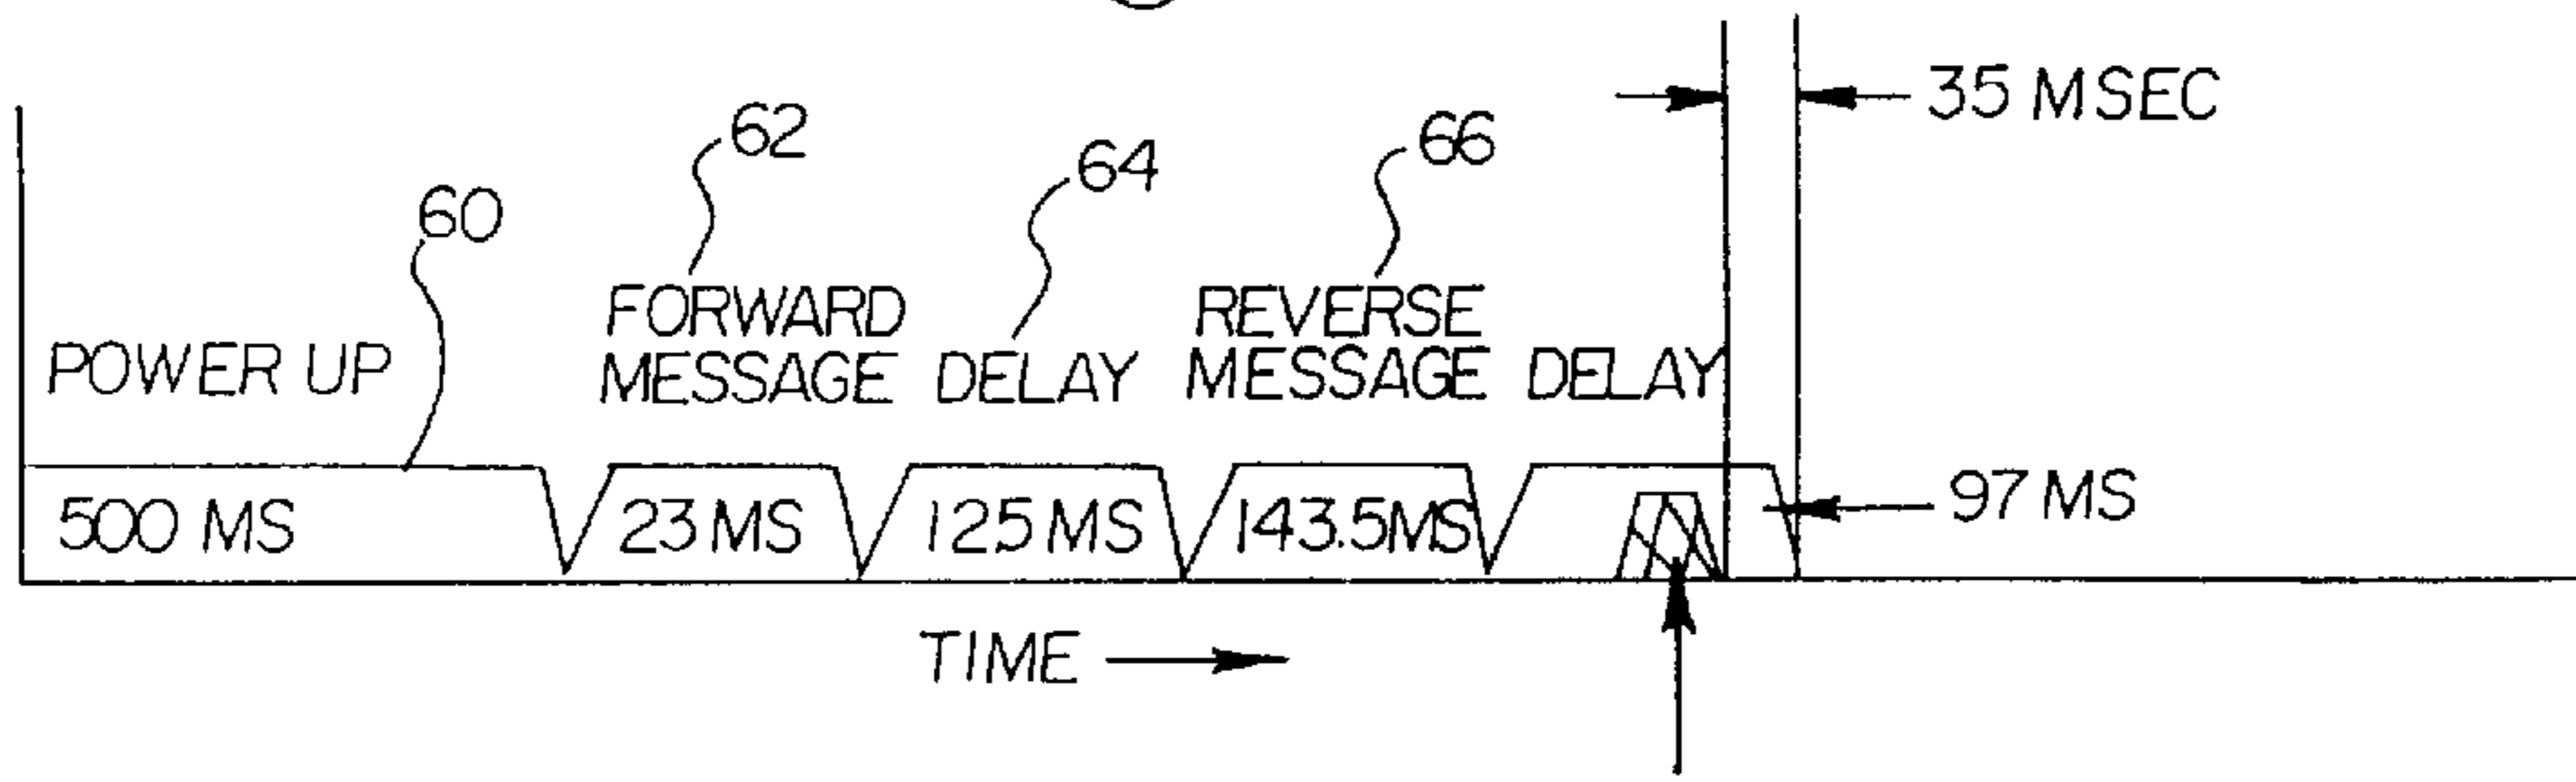 35 MSEC
62
66
64
60
FORWARD
MESSAGE
REVERSE
MESSAGE
POWER UP
DELAY
DELAY
500 MS
23 MS
125 MS
143.5MS
97 MS
TIME